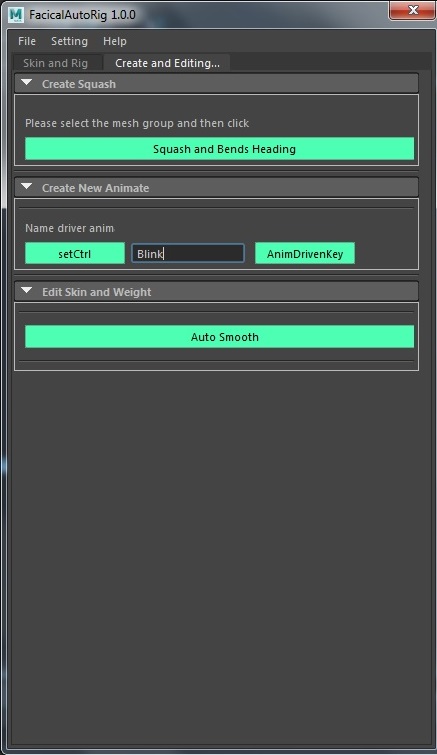 FacicalAutoRig 1.0.0
File Setting Help
Skin and Rig Create and Editing...
Create Squash
Please select the mesh group and then click
Squash and Bends Heading
Create New Animate
Name driver anim
setCtrl Blink AnimDrivenKey
Edit Skin and Weight
Auto Smooth